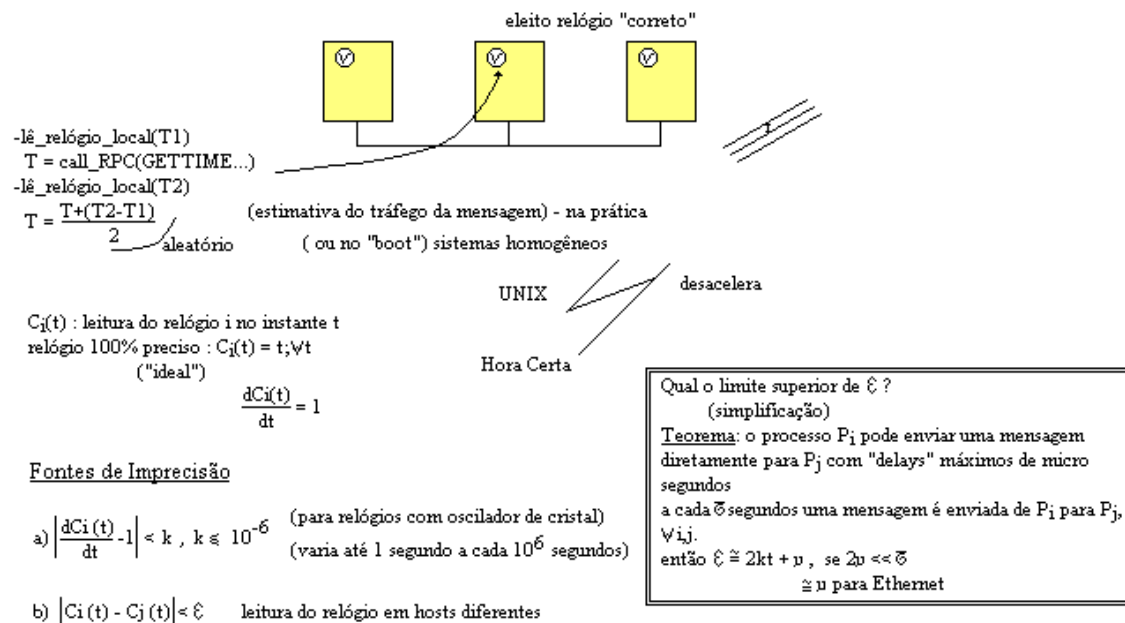 eleito relógio "correto"
-lê_relógio_local(T1)
T = call_RPC(GETTIME...)
-lê_relógio_local(T2)
T = T+(T2-T1)
2
aleatório
(estimativa do tráfego da mensagem) - na prática
( ou no "boot") sistemas homogêneos
UNIX
desacelera
Hora Certa
Ci(t) : leitura do relógio i no instante t
relógio 100% preciso : Ci(t) = t;∀t
("ideal")
dCi(t)
dt
= 1
Fontes de Imprecisão
a) |dCi (t)/dt -1| < k , k ≤ 10^-6
(para relógios com oscilador de cristal)
(varia até 1 segundo a cada 10^6 segundos)
b) |Ci (t) - Cj (t)| < ε leitura do relógio em hosts diferentes
Qual o limite superior de ε ?
(simplificação)
Teorema: o processo Pi pode enviar uma mensagem
diretamente para Pj com "delays" máximos de micro
segundos
a cada segundos uma mensagem é enviada de Pi para Pj,
∀i,j.
então ε ≅ 2kt + υ , se 2υ <<
≅ υ para Ethernet